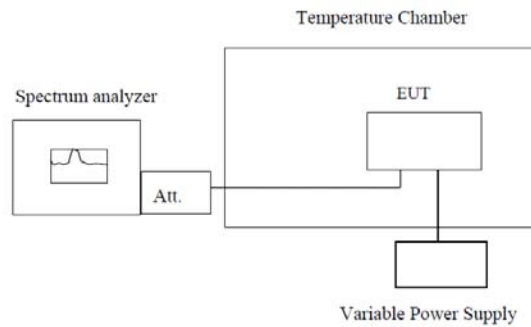 Temperature Chamber
Spectrum analyzer
EUT
Att.
Variable Power Supply